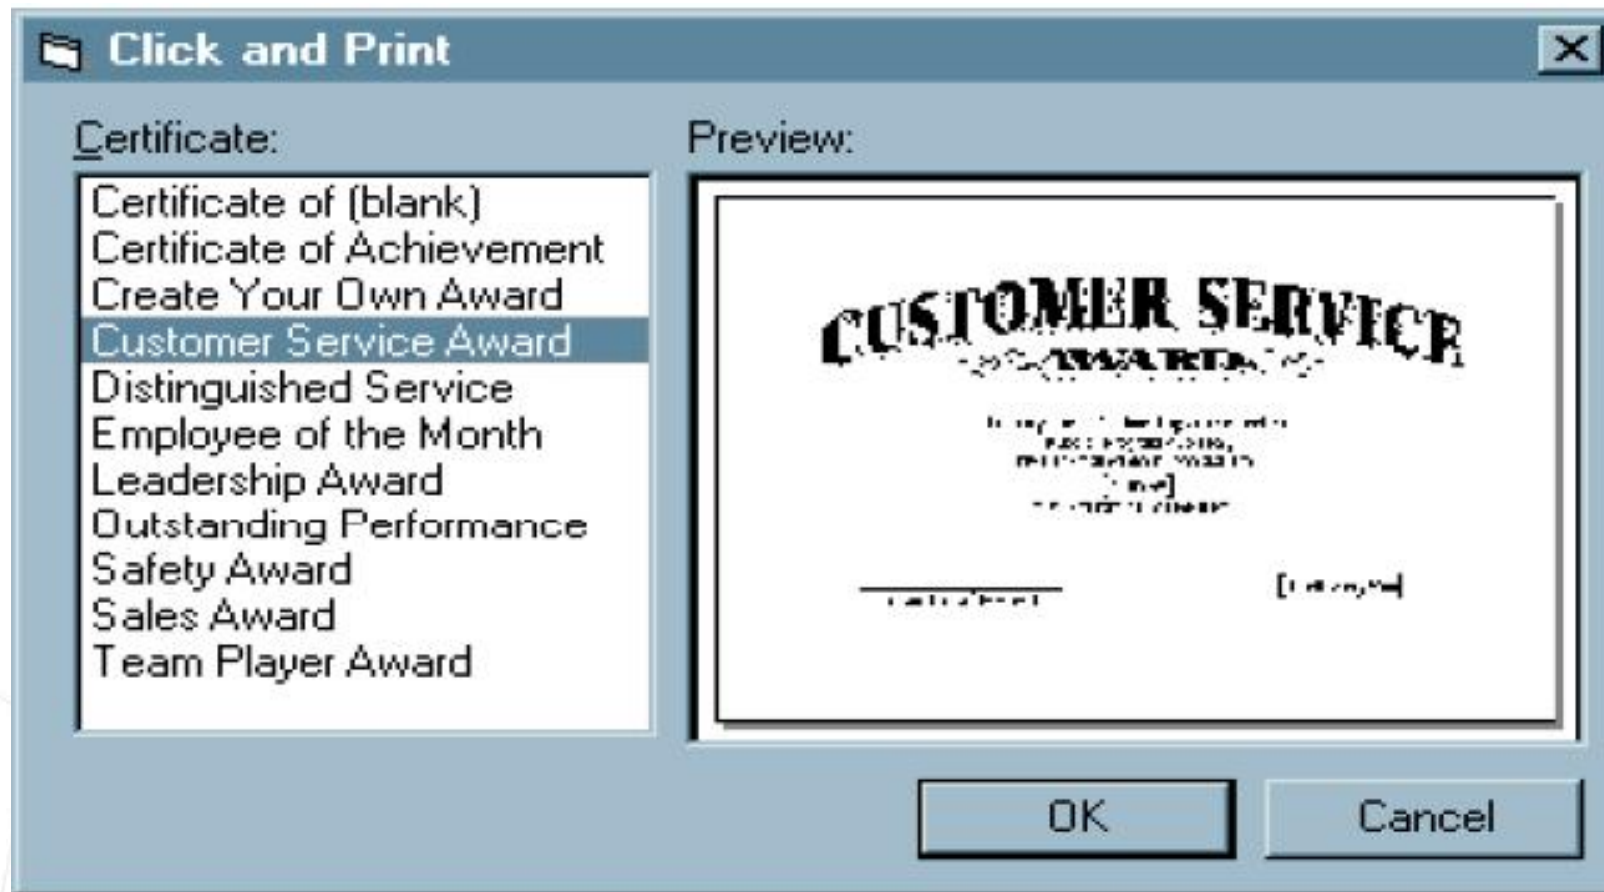 Click and Print
Certificate:
Certificate of (blank)
Certificate of Achievement
Create Your Own Award
Customer Service Award
Distinguished Service
Employee of the Month
Leadership Award
Outstanding Performance
Safety Award
Sales Award
Team Player Award
Preview:
CUSTOMER SERVICE
AWARD
OK
Cancel